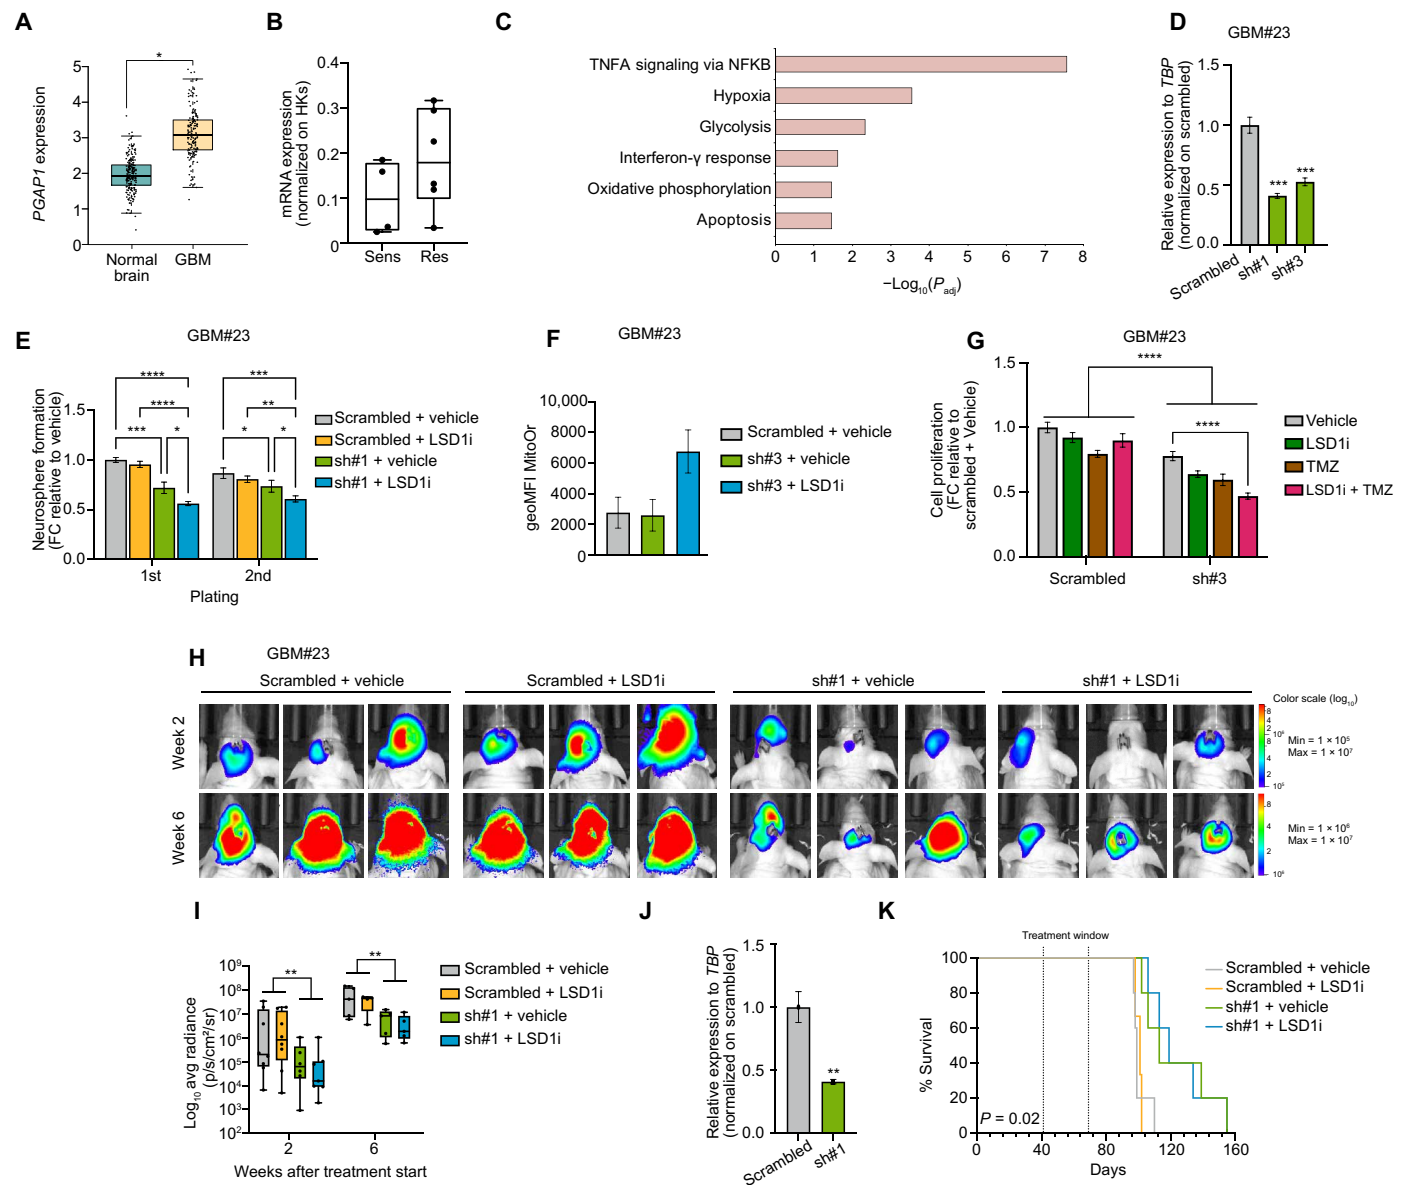 A
PGAP1 expression
5
4
3
2
1
0
*
Normal
brain
GBM
B
mRNA expression
(normalized on HKs)
0.4
0.3
0.2
0.1
0
Sens
Res
C
TNFA signaling via NFKB
Hypoxia
Glycolysis
Interferon-γ response
Oxidative phosphorylation
Apoptosis
0 1 2 3 4 5 6 7 8
−Log10(Padj)
D
GBM#23
Relative expression to TBP
(normalized on scrambled)
1.5
1.0
0.5
0.0
*** ***
Scrambled
sh#1
sh#3
E
GBM#23
Neurosphere formation
(FC relative to vehicle)
1.5
1.0
0.5
0.0
****
****
*** *
***
**
* *
1st 2nd
Plating
Scrambled + vehicle
Scrambled + LSD1i
sh#1 + vehicle
sh#1 + LSD1i
F
GBM#23
geoMFI MitoOr
10,000
8000
6000
4000
2000
0
Scrambled + vehicle
sh#3 + vehicle
sh#3 + LSD1i
G
GBM#23
Cell proliferation
(FC relative to
scrambled + Vehicle)
1.5
1.0
0.5
0.0
****
****
Scrambled sh#3
Vehicle
LSD1i
TMZ
LSD1i + TMZ
H
GBM#23
Scrambled + vehicle
Scrambled + LSD1i
sh#1 + vehicle
sh#1 + LSD1i
Week 2
Week 6
Color scale (log10)
8
4
2
10⁶
8
4
2
10⁵
Min = 1 × 10⁵
Max = 1 × 10⁷
8
4
2
10⁶
Min = 1 × 10⁶
Max = 1 × 10⁷
I
Log10 avg radiance
(p/s/cm²/sr)
10⁹
10⁸
10⁷
10⁶
10⁵
10⁴
10³
10²
**
**
2 6
Weeks after treatment start
Scrambled + vehicle
Scrambled + LSD1i
sh#1 + vehicle
sh#1 + LSD1i
J
Relative expression to TBP
(normalized on scrambled)
1.5
1.0
0.5
0.0
**
Scrambled
sh#1
K
Treatment window
% Survival
100
80
60
40
20
0
P = 0.02
0 40 80 120 160
Days
Scrambled + vehicle
Scrambled + LSD1i
sh#1 + vehicle
sh#1 + LSD1i